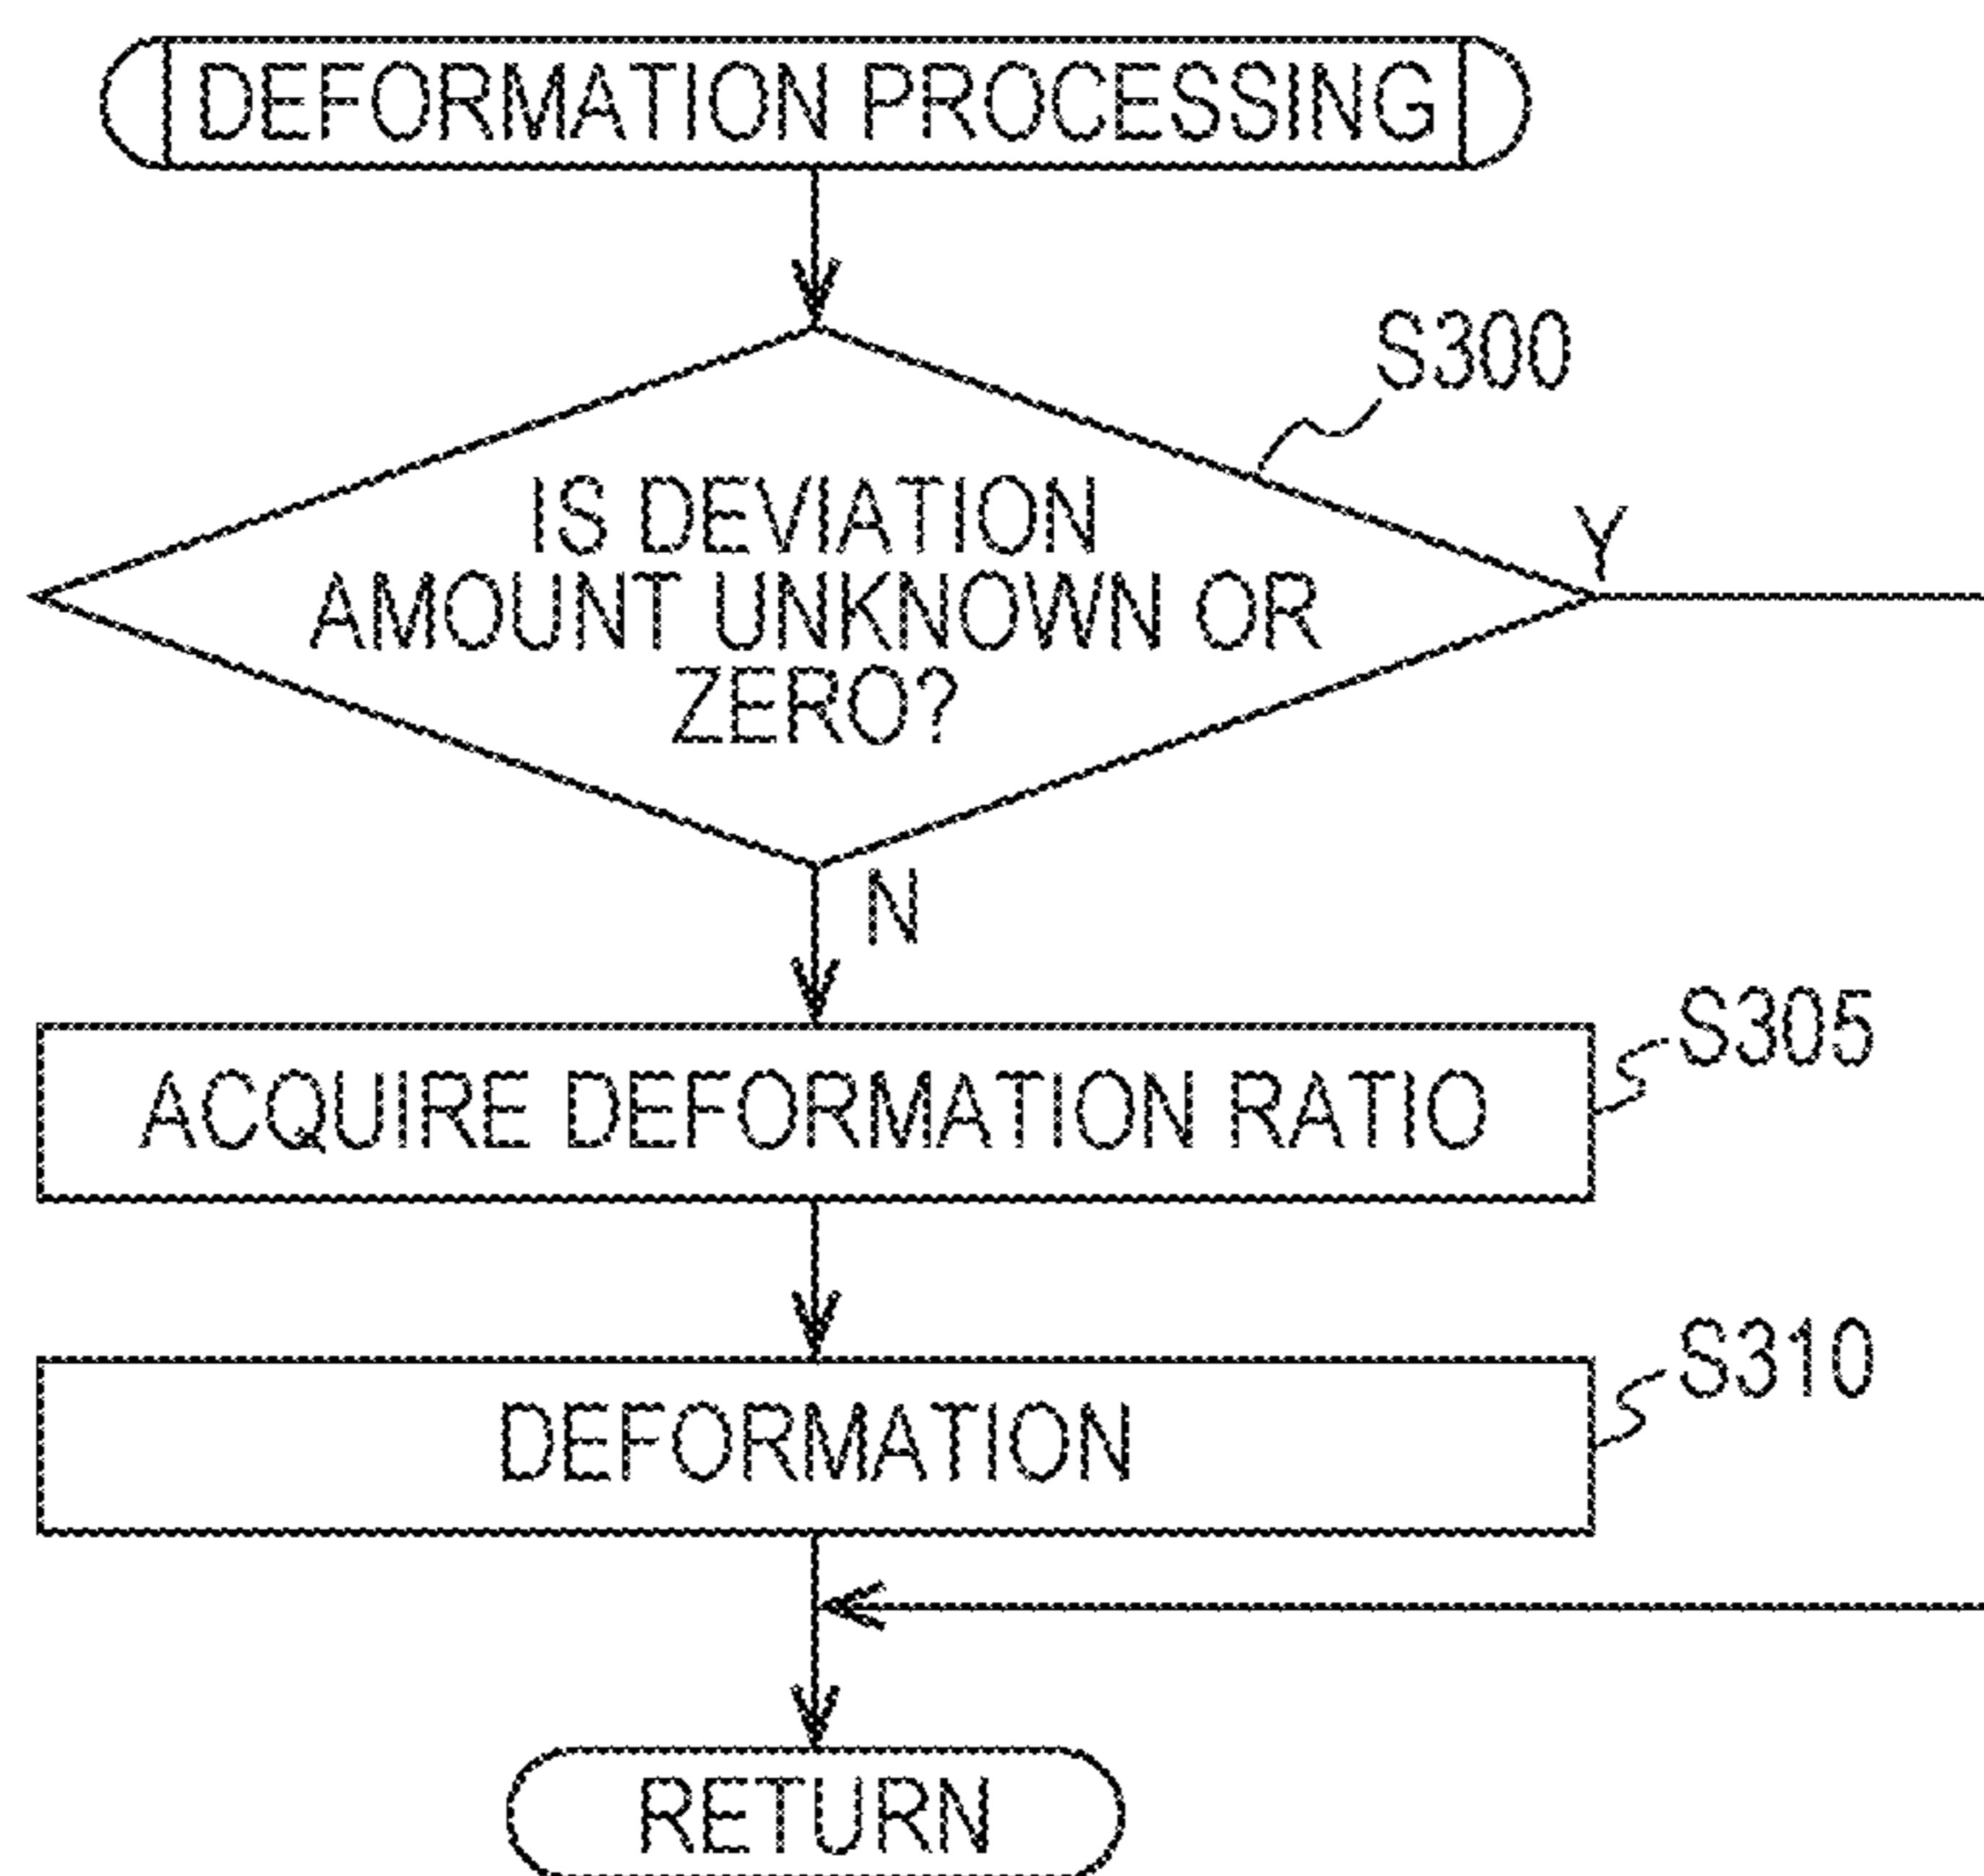 DEFORMATION PROCESSING
S300
IS DEVIATION
AMOUNT UNKNOWN OR
ZERO?
Y
N
ACQUIRE DEFORMATION RATIO
S305
DEFORMATION
S310
RETURN